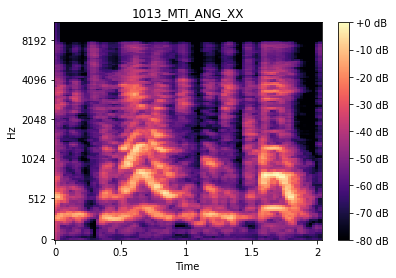 1013_MTI_ANG_XX
+0 dB
8192
-10 dB
4096
-20 dB
-30 dB
2048
Hz
-40 dB
1024
-50 dB
512
-60 dB
-70 dB
0
-80 dB
0
0.5
1
1.5
2
Time